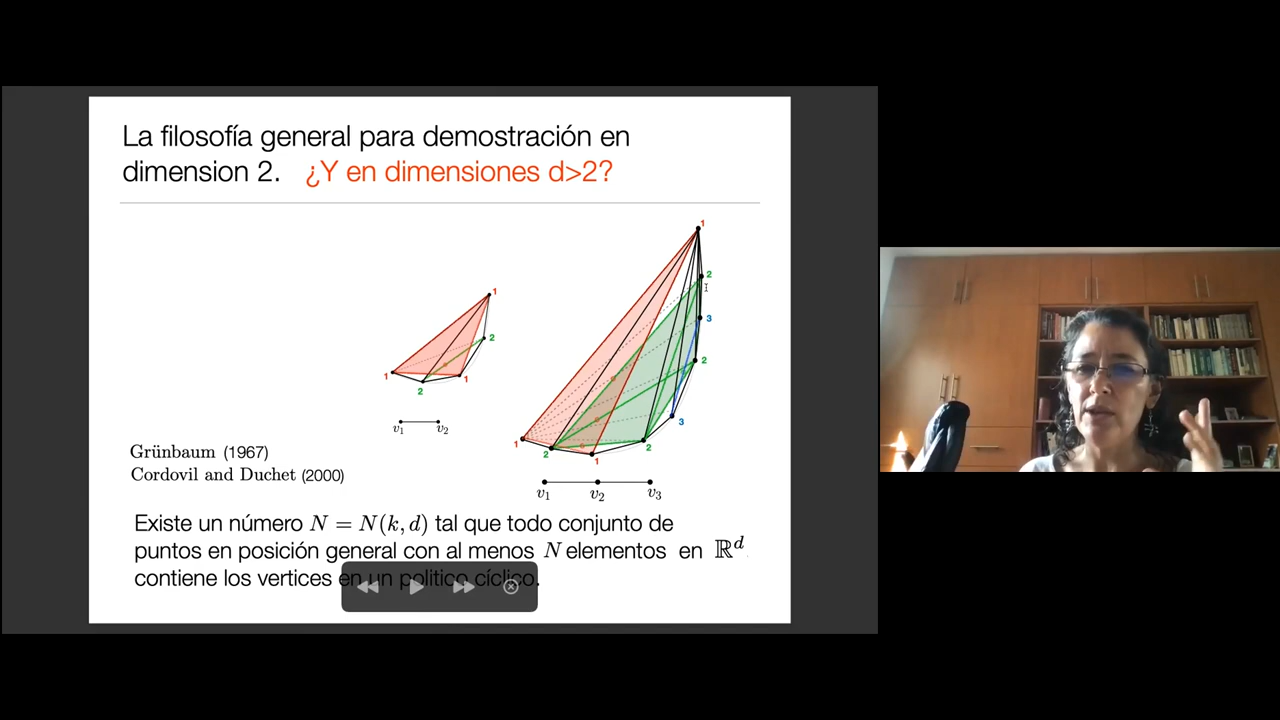 La filosofía general para demostración en
dimension 2. ¿Y en dimensiones d>2?
1
2
1
2
1
v₁ v₂
1
2
3
2
3
2
1
2
1
v₁ v₂ v₃
Grünbaum (1967)
Cordovil and Duchet (2000)
Existe un número N = N(k, d) tal que todo conjunto de
puntos en posición general con al menos N elementos en ℝᵈ
contiene los vertices en un politico cíclico.